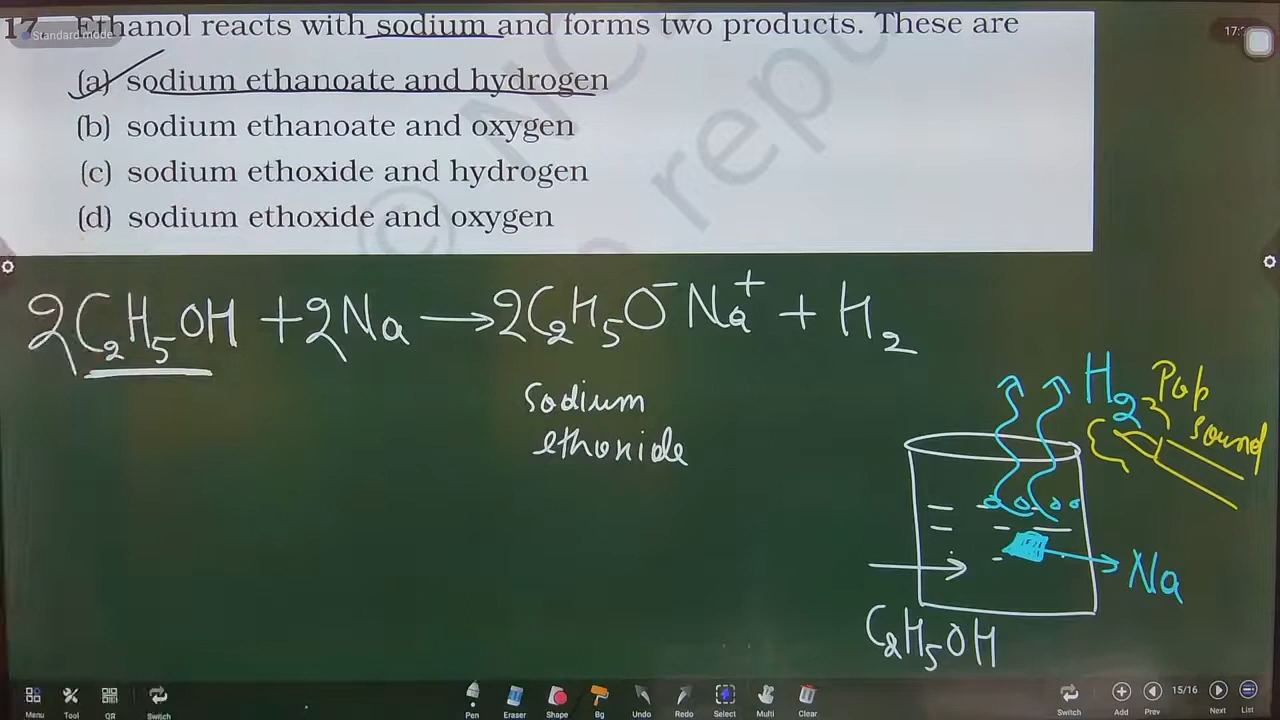 17. Ethanol reacts with sodium and forms two products. These are
Standard mode
17:
(a) sodium ethanoate and hydrogen
(b) sodium ethanoate and oxygen
(c) sodium ethoxide and hydrogen
(d) sodium ethoxide and oxygen
2C₂H₅OH + 2Na → 2C₂H₅O⁻Na⁺ + H₂
sodium
ethoxide
H₂
Pop
sound
Na
C₂H₅OH
Menu Tool QR Switch Pen Eraser Shape Bg Undo Redo Select Multi Clear Switch Add Prev 15/16 Next List